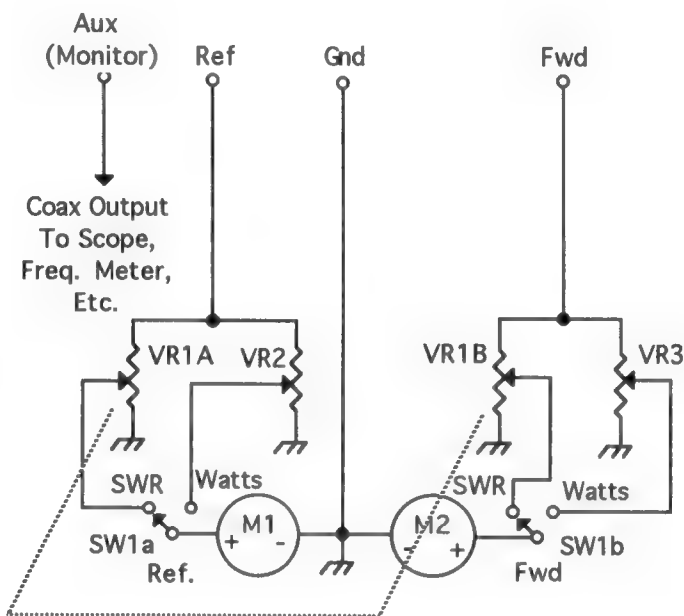 Aux
(Monitor)
Ref
Gnd
Fwd
Coax Output
To Scope,
Freq. Meter,
Etc.
VR1A
VR2
VR1B
VR3
SWR
Watts
SWR
Watts
+ M1 -
- M2 +
SW1a
SW1b
Ref.
Fwd